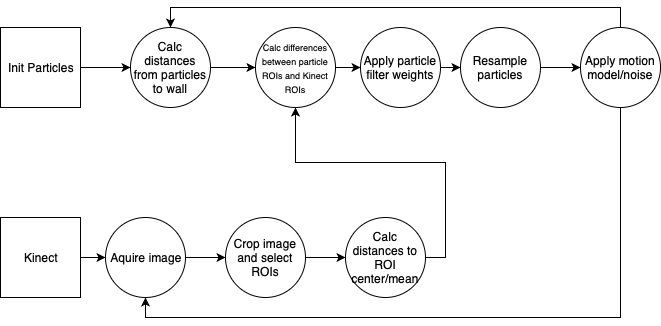 Init Particles
Calc
distances
from particles
to wall
Calc differences
between particle
ROIs and Kinect
ROIs
Apply particle
filter weights
Resample
particles
Apply motion
model/noise
Kinect
Aquire image
Crop image
and select
ROIs
Calc
distances to
ROI
center/mean